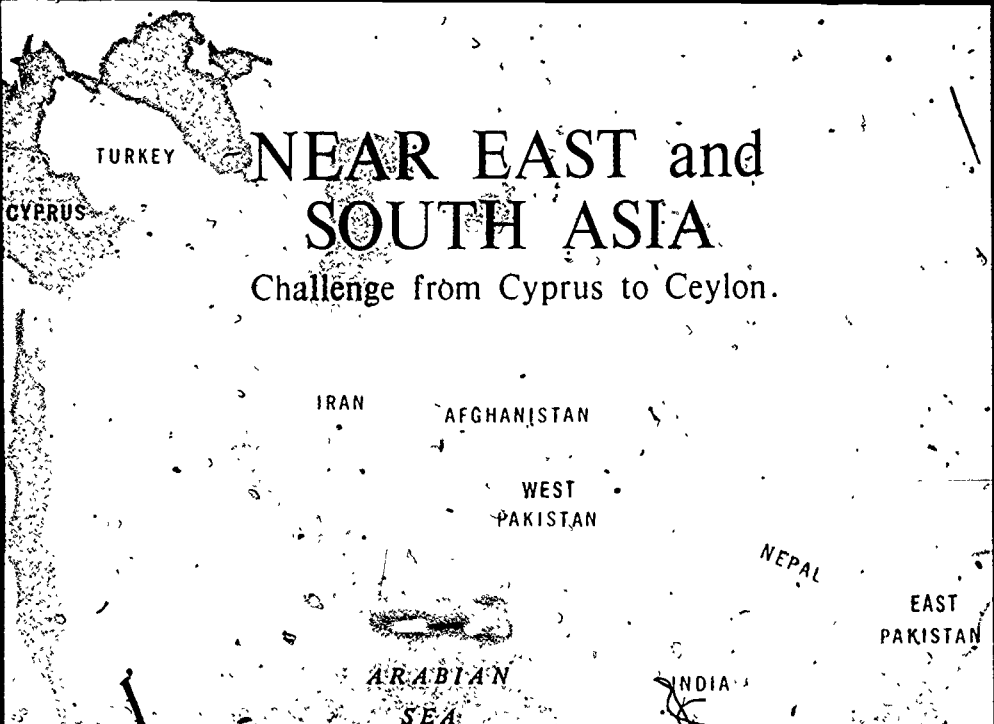 TURKEY
NEAR EAST and
CYPRUS
SOUTH ASIA
Challenge from Cyprus to Ceylon.
IRAN
AFGHANISTAN
WEST
PAKISTAN
NEPAL
EAST
PAKISTAN
ARABIAN
SEA
INDIA